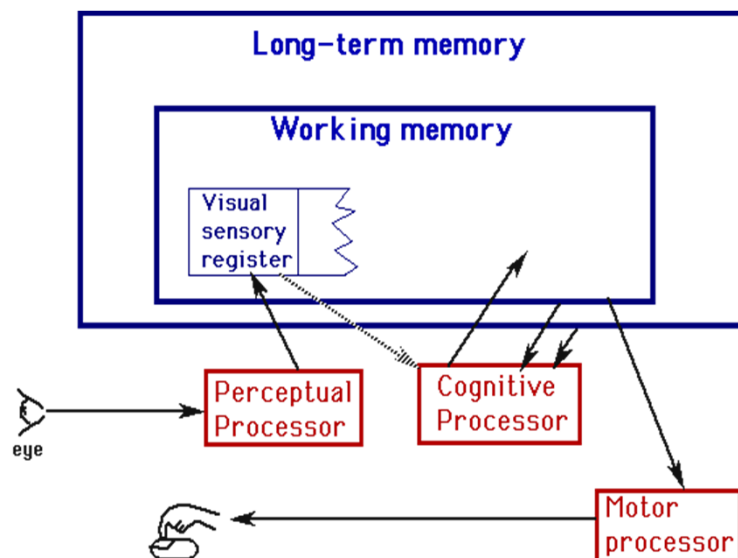 Long-term memory
Working memory
Visual
sensory
register
Perceptual
Processor
Cognitive
Processor
eye
Motor
processor